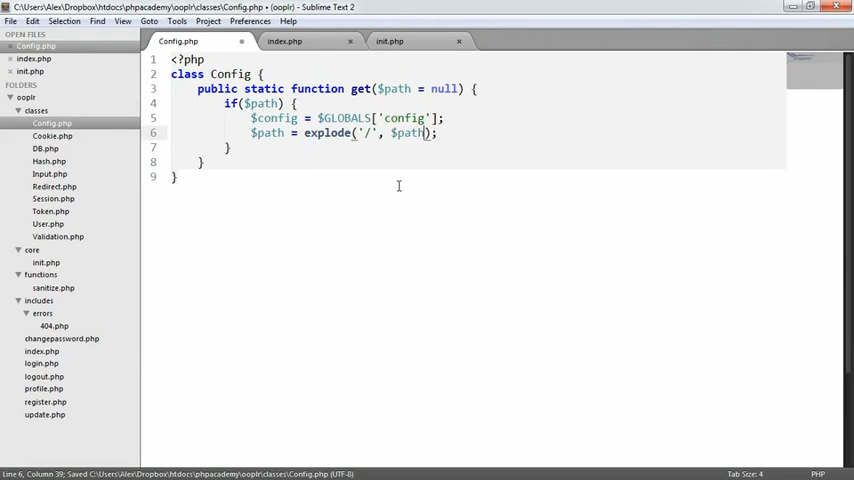 C:\Users\Alex\Dropbox\htdocs\phpacademy\ooplr\classes\Config.php • (ooplr) - Sublime Text 2
File Edit Selection Find View Goto Tools Project Preferences Help
OPEN FILES
Config.php
index.php
init.php
FOLDERS
ooplr
classes
Config.php
Cookie.php
DB.php
Hash.php
Input.php
Redirect.php
Session.php
Token.php
User.php
Validation.php
core
init.php
functions
sanitize.php
includes
errors
404.php
changepassword.php
index.php
login.php
logout.php
profile.php
register.php
update.php
Config.php index.php init.php
1 <?php
2 class Config {
3 public static function get($path = null) {
4 if($path) {
5 $config = $GLOBALS['config'];
6 $path = explode('/', $path);
7 }
8 }
9 }
Line 6, Column 39; Saved C:\Users\Alex\Dropbox\htdocs\phpacademy\ooplr\classes\Config.php (UTF-8) Tab Size: 4 PHP